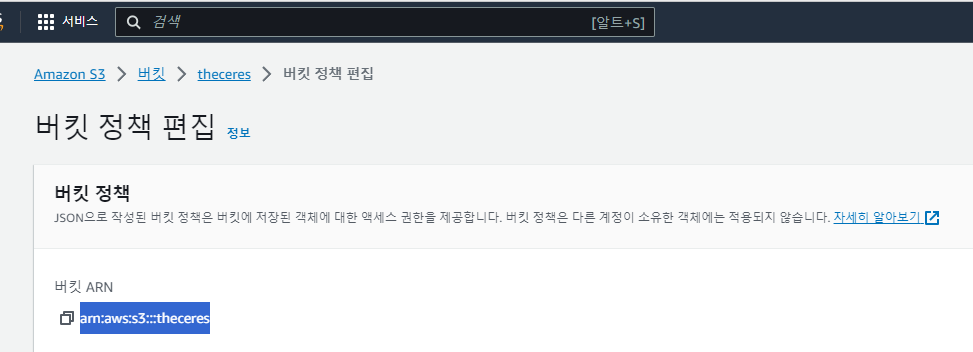 서비스 검색 [알트+S]
Amazon S3 > 버킷 > theceres > 버킷 정책 편집
버킷 정책 편집 정보
버킷 정책
JSON으로 작성된 버킷 정책은 버킷에 저장된 객체에 대한 액세스 권한을 제공합니다. 버킷 정책은 다른 계정이 소유한 객체에는 적용되지 않습니다. 자세히 알아보기
버킷 ARN
arn:aws:s3:::theceres